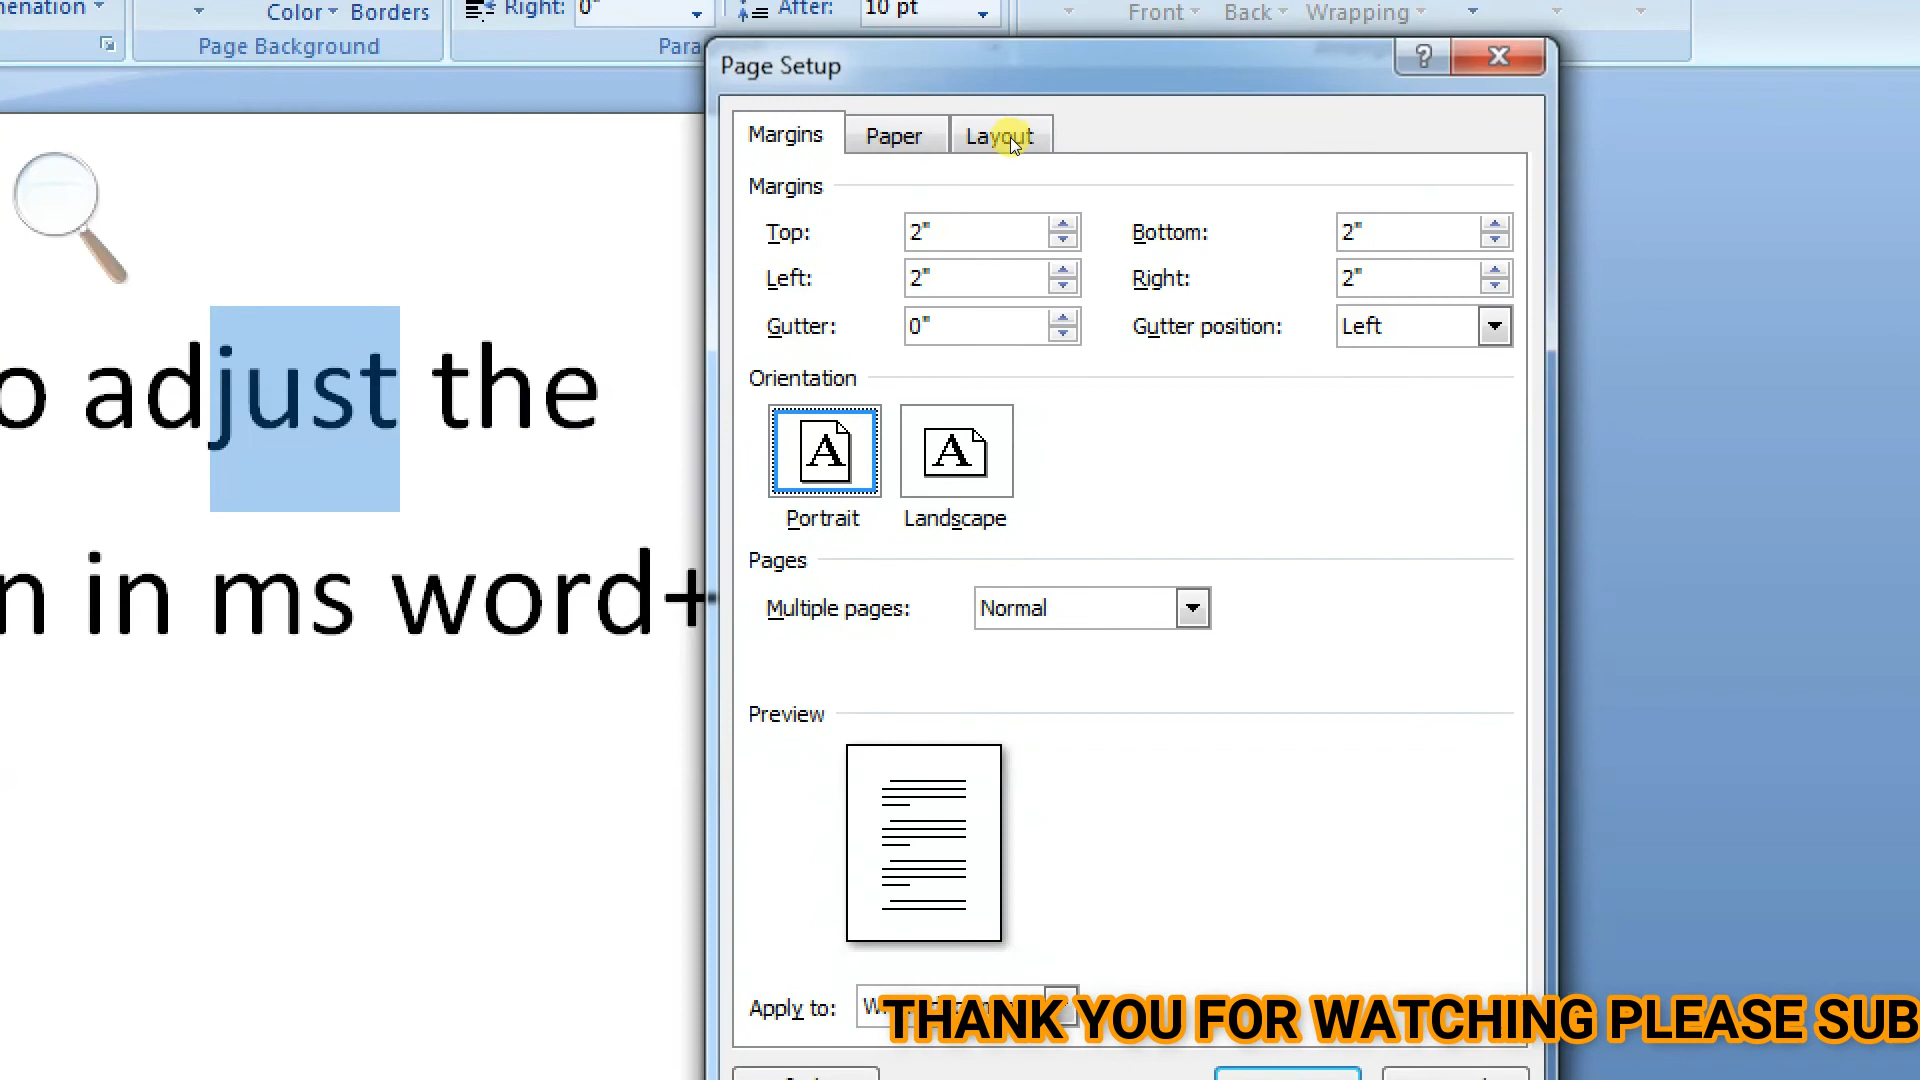 Color Borders Right: 0" After: 10 pt Front Back Wrapping
Page Background
Page Setup
Margins Paper Layout
Margins
Top: 2" Bottom: 2"
Left: 2" Right: 2"
Gutter: 0" Gutter position: Left
Orientation
A A
Portrait Landscape
Pages
Multiple pages: Normal
Preview
Apply to:
o adjust the
n in ms word+
THANK YOU FOR WATCHING PLEASE SUB